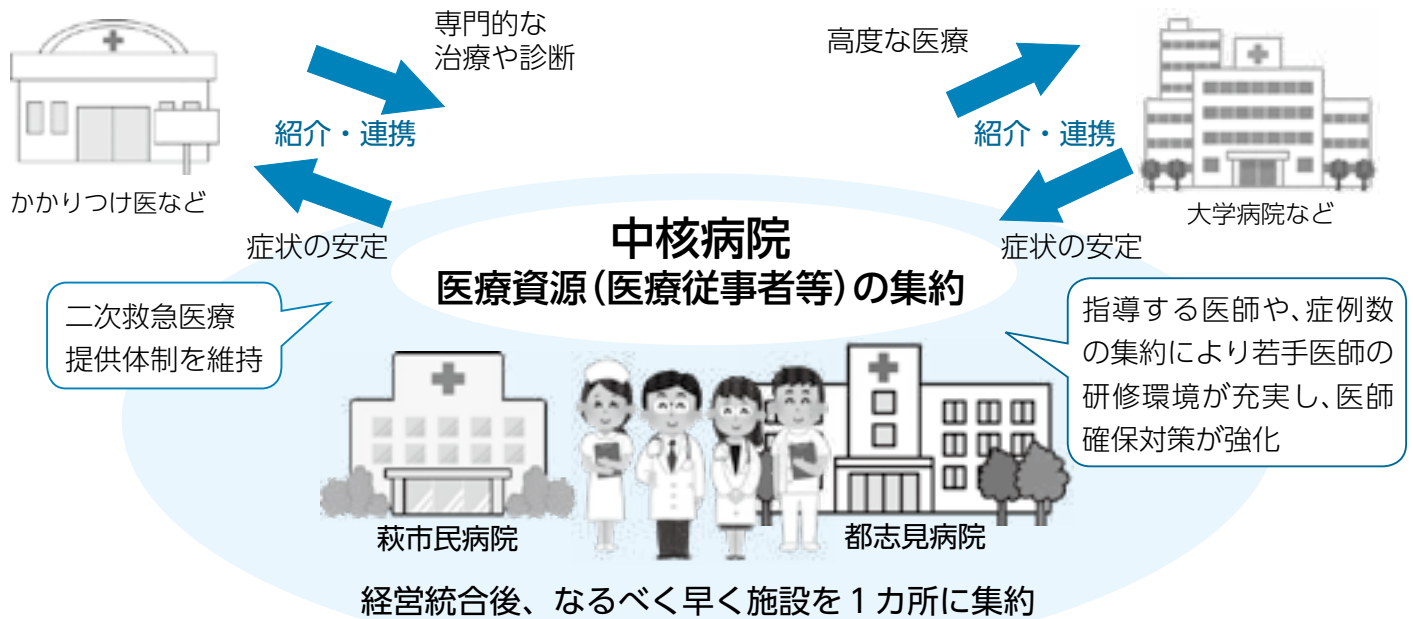 専門的な
治療や診断
高度な医療
紹介・連携
紹介・連携
かかりつけ医など
大学病院など
症状の安定
症状の安定
中核病院
医療資源(医療従事者等)の集約
二次救急医療
提供体制を維持
指導する医師や、症例数
の集約により若手医師の
研修環境が充実し、医師
確保対策が強化
萩市民病院
都志見病院
経営統合後、なるべく早く施設を1カ所に集約